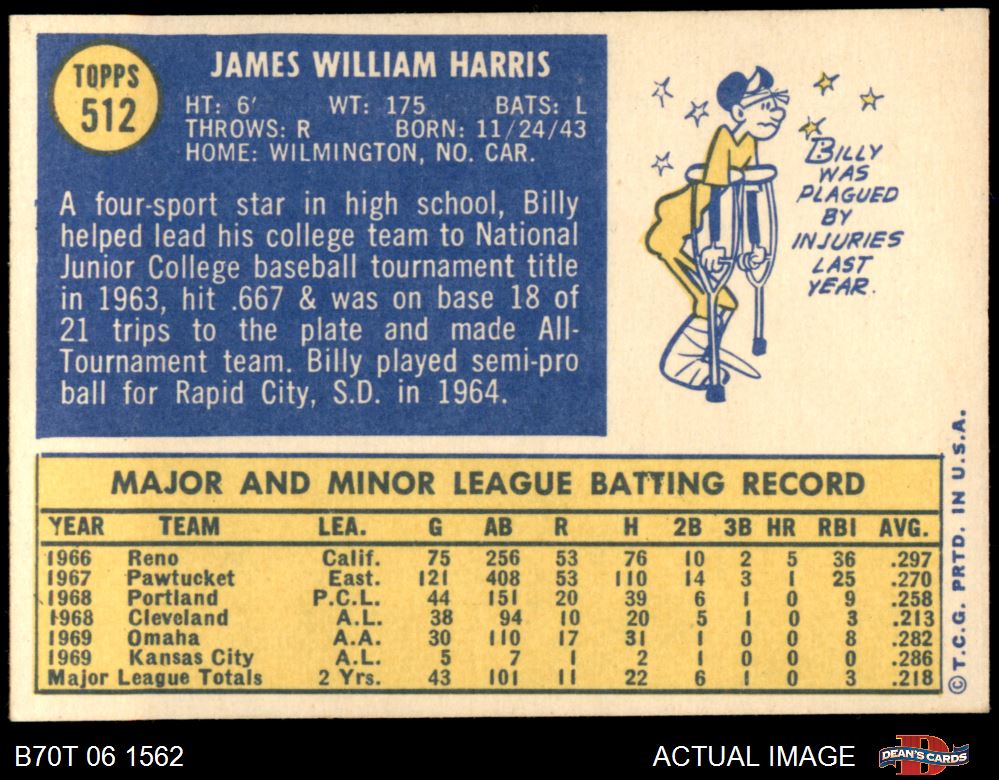 TOPPS
512
JAMES WILLIAM HARRIS
HT: 6' WT: 175 BATS: L
THROWS: R BORN: 11/24/43
HOME: WILMINGTON, NO. CAR.
A four-sport star in high school, Billy
helped lead his college team to National
Junior College baseball tournament title
in 1963, hit .667 & was on base 18 of
21 trips to the plate and made All-
Tournament team. Billy played semi-pro
ball for Rapid City, S.D. in 1964.
BILLY
WAS
PLAGUED
BY
INJURIES
LAST
YEAR.
MAJOR AND MINOR LEAGUE BATTING RECORD
YEAR TEAM LEA. G AB R H 2B 3B HR RBI AVG.
1966 Reno Calif. 75 256 53 76 10 2 5 36 .297
1967 Pawtucket East. 121 408 53 110 14 3 1 25 .270
1968 Portland P.C.L. 44 151 20 39 6 1 0 9 .258
1968 Cleveland A.L. 38 94 10 20 5 1 0 3 .213
1969 Omaha A.A. 30 110 17 31 1 0 0 8 .282
1969 Kansas City A.L. 5 7 1 2 1 0 0 0 .286
Major League Totals 2 Yrs. 43 101 11 22 6 1 0 3 .218
© T.C.G. PRTD. IN U.S.A.
B70T 06 1562
ACTUAL IMAGE
DEAN'S CARDS